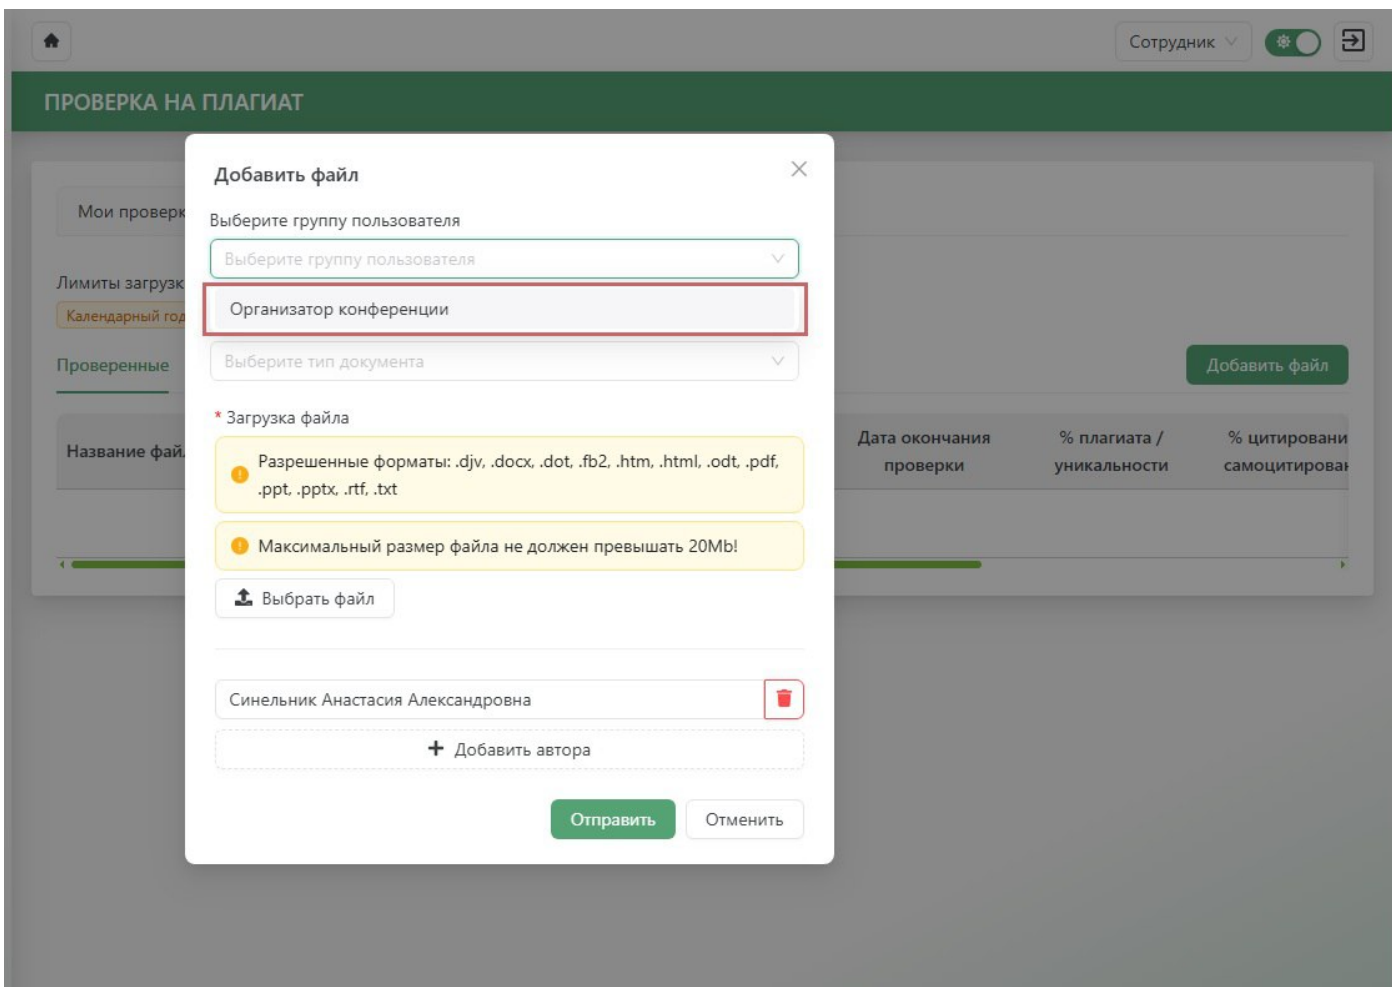 Сотрудник
ПРОВЕРКА НА ПЛАГИАТ
Добавить файл
Мои проверк
Выберите группу пользователя
Выберите группу пользователя
Лимиты загрузк
Организатор конференции
Календарный год
Проверенные
Выберите тип документа
Добавить файл
* Загрузка файла
Название фай
Разрешенные форматы: .djv, .docx, .dot, .fb2, .htm, .html, .odt, .pdf,
.ppt, .pptx, .rtf, .txt
Дата окончания
проверки
% плагиата /
уникальности
% цитировани
самоцитирова
Максимальный размер файла не должен превышать 20Mb!
Выбрать файл
Синельник Анастасия Александровна
+ Добавить автора
Отправить
Отменить